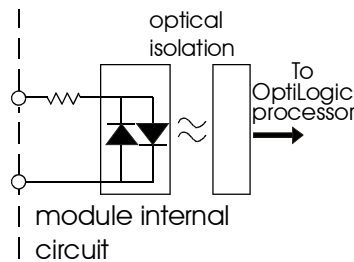 optical
isolation
To
OptiLogic
processor
module internal
circuit